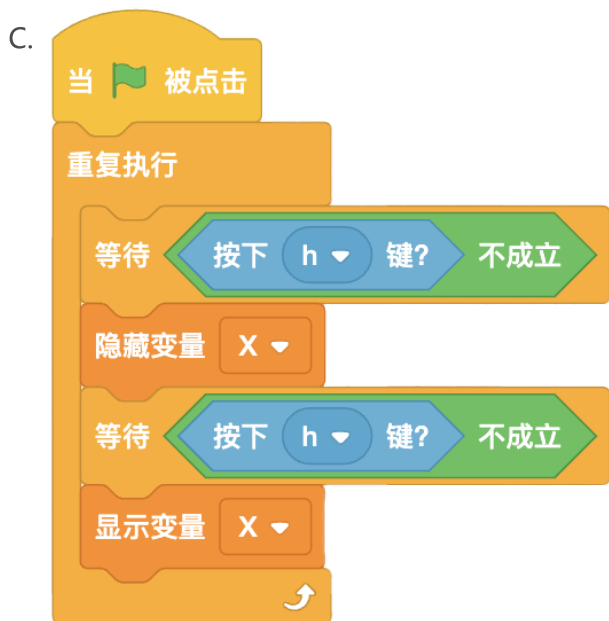 C.
当 被点击
重复执行
等待 按下 h 键? 不成立
隐藏变量 X
等待 按下 h 键? 不成立
显示变量 X